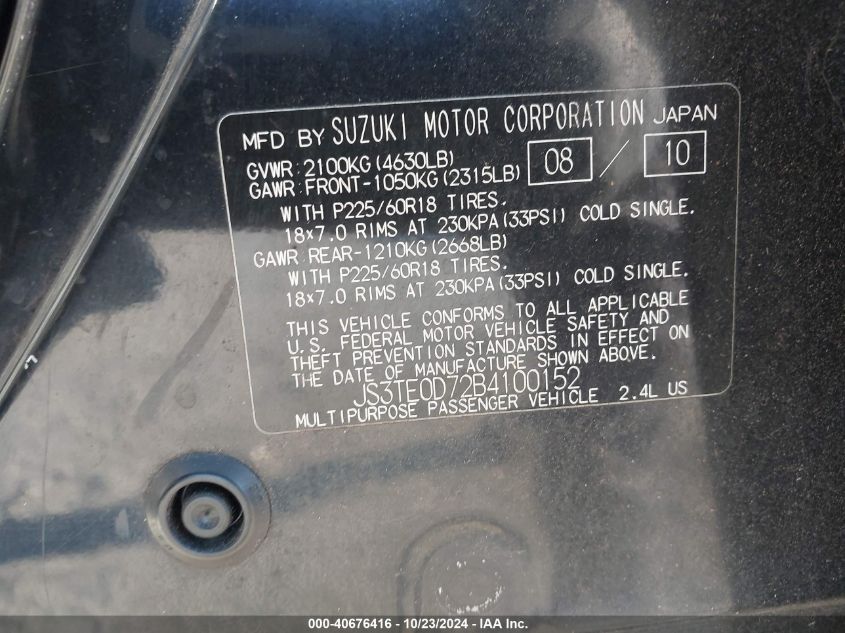 MFD BY SUZUKI MOTOR CORPORATION JAPAN
GVWR: 2100KG (4630LB) 08 / 10
GAWR: FRONT-1050KG (2315LB)
WITH P225/60R18 TIRES.
18×7.0 RIMS AT 230KPA (33PSI) COLD SINGLE.
GAWR REAR-1210KG (2668LB)
WITH P225/60R18 TIRES.
18×7.0 RIMS AT 230KPA (33PSI) COLD SINGLE.
THIS VEHICLE CONFORMS TO ALL APPLICABLE
U.S. FEDERAL MOTOR VEHICLE SAFETY AND
THEFT PREVENTION STANDARDS IN EFFECT ON
THE DATE OF MANUFACTURE SHOWN ABOVE.
JS3TE0D72B4100152
MULTIPURPOSE PASSENGER VEHICLE 2.4L US
000-40676416 - 10/23/2024 - IAA Inc.